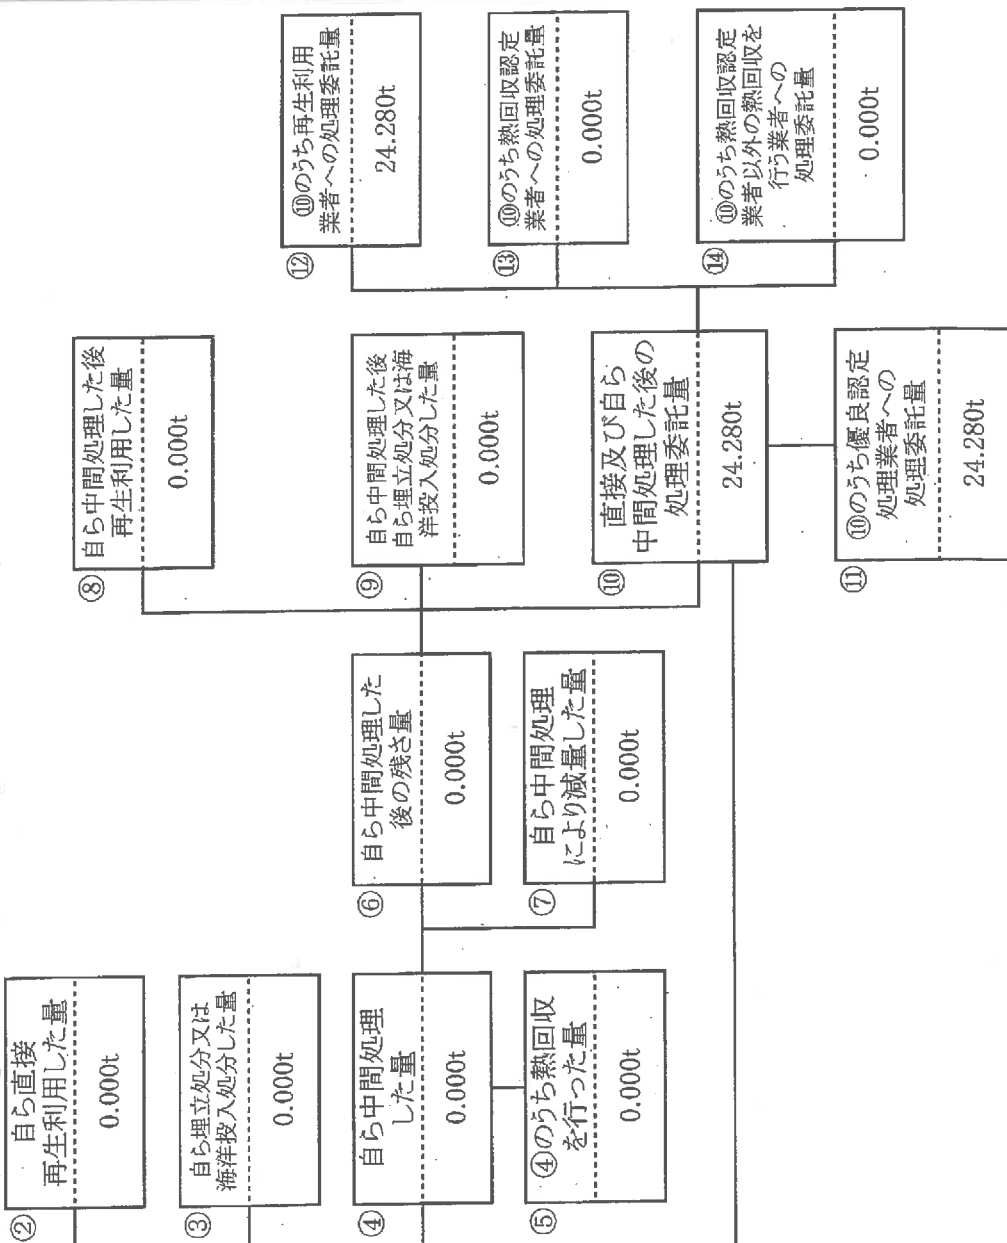 ②
自ら直接
再生利用した量
0.000t
③
自ら埋立処分又は
海洋投入処分した量
0.000t
④
自ら中間処理
した量
0.000t
⑤
④のうち熱回収
を行った量
0.000t
⑥
自ら中間処理した
後の残さ量
0.000t
⑦
自ら中間処理
により減量した量
0.000t
⑧
自ら中間処理した後
再生利用した量
0.000t
⑨
自ら中間処理した後
自ら埋立処分又は海
洋投入処分した量
0.000t
⑩
直接及び自ら
中間処理した後の
処理委託量
24.280t
⑪
⑩のうち優良認定
処理業者への
処理委託量
24.280t
⑫
⑩のうち再生利用
業者への処理委託量
24.280t
⑬
⑩のうち熱回収認定
業者への処理委託量
0.000t
⑭
⑩のうち熱回収認定
業者以外の熱回収を
行う業者への
処理委託量
0.000t